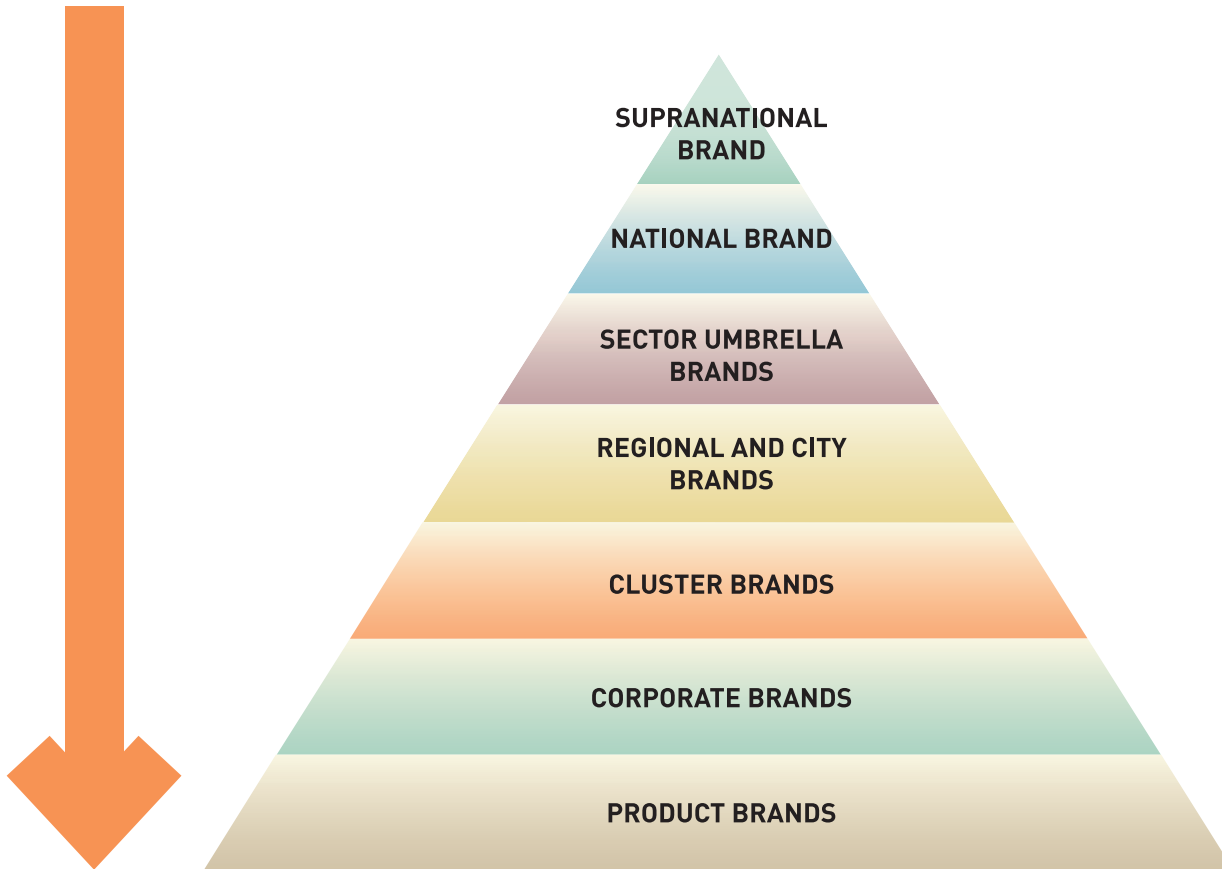 SUPRANATIONAL
BRAND
NATIONAL BRAND
SECTOR UMBRELLA
BRANDS
REGIONAL AND CITY
BRANDS
CLUSTER BRANDS
CORPORATE BRANDS
PRODUCT BRANDS